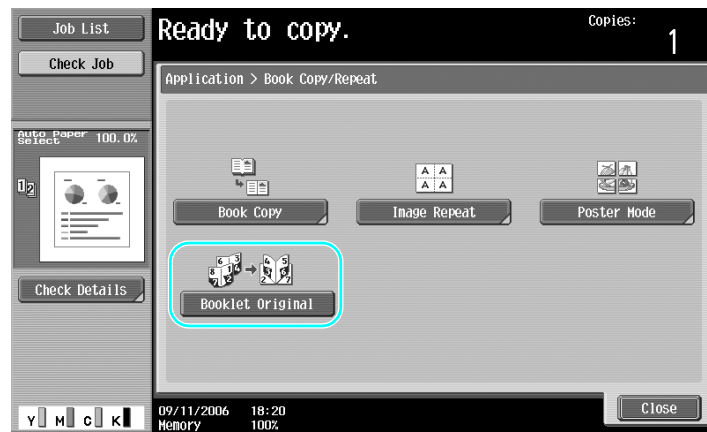 Job List
Ready to copy.
Copies:
1
Check Job
Application > Book Copy/Repeat
Auto Paper
Select 100.0%
12
A A
A A
Book Copy
Image Repeat
Poster Mode
Check Details
Booklet Original
Y M C K
09/11/2006 18:20
Memory 100%
Close